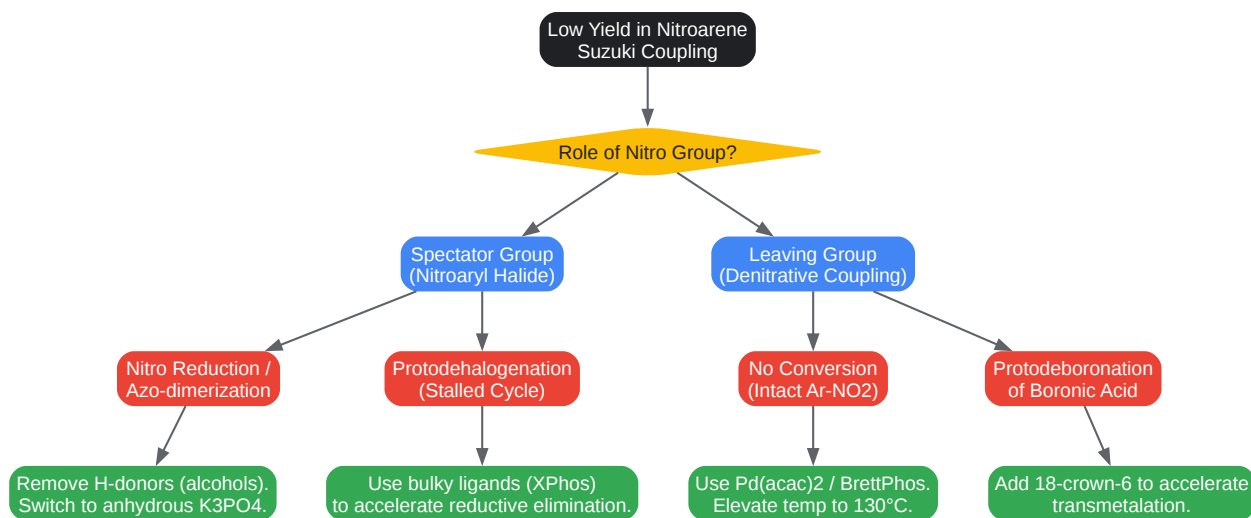 Low Yield in Nitroarene
Suzuki Coupling
Role of Nitro Group?
Spectator Group
(Nitroaryl Halide)
Leaving Group
(Denitrative Coupling)
Nitro Reduction /
Azo-dimerization
Protodehalogenation
(Stalled Cycle)
No Conversion
(Intact Ar-NO2)
Protodeboronation
of Boronic Acid
Remove H-donors (alcohols).
Switch to anhydrous K3PO4.
Use bulky ligands (XPhos)
to accelerate reductive elimination.
Use Pd(acac)2 / BrettPhos.
Elevate temp to 130°C.
Add 18-crown-6 to accelerate
transmetalation.